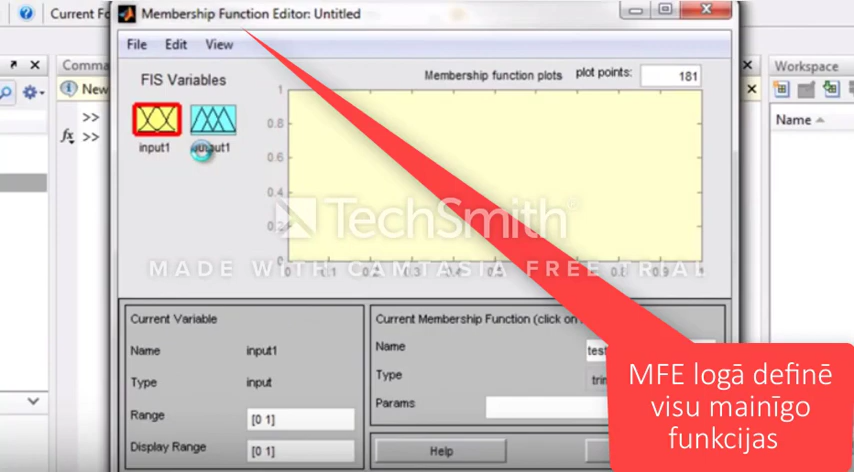 Current Fo
Membership Function Editor: Untitled
File Edit View
Comma
Workspace
New
FIS Variables
Membership function plots plot points: 181
Name
>>
fx >>
input1
1
0.8
0.6
0.4
0.2
0
0 0.1 0.2 0.3 0.4 0.5 0.6 0.7 0.8 0.9 1
TechSmith®
MADE WITH CAMTASIA FREE TRIAL
Current Variable
Name input1
Type input
Range [0 1]
Display Range [0 1]
Current Membership Function (click on
Name
Type
Params
Help
MFE logā definē
visu mainīgo
funkcijas